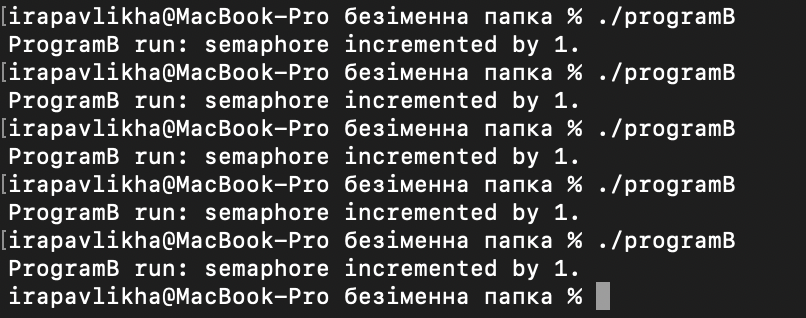 [irapavlikha@MacBook-Pro безіменна папка % ./programB
ProgramB run: semaphore incremented by 1.
[irapavlikha@MacBook-Pro безіменна папка % ./programB
ProgramB run: semaphore incremented by 1.
[irapavlikha@MacBook-Pro безіменна папка % ./programB
ProgramB run: semaphore incremented by 1.
[irapavlikha@MacBook-Pro безіменна папка % ./programB
ProgramB run: semaphore incremented by 1.
[irapavlikha@MacBook-Pro безіменна папка % ./programB
ProgramB run: semaphore incremented by 1.
irapavlikha@MacBook-Pro безіменна папка %